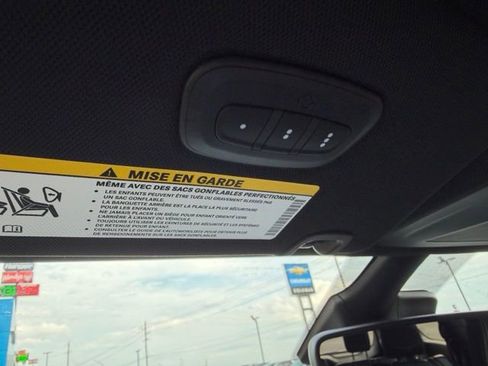 MISE EN GARDE
MÊME AVEC DES SACS GONFLABLES PERFECTIONNÉS
• LES ENFANTS PEUVENT ÊTRE TUÉS OU GRAVEMENT BLESSÉS PAR
UN SAC GONFLABLE.
• LA BANQUETTE ARRIÈRE EST LA PLACE LA PLUS SÉCURITAIRE
POUR LES ENFANTS.
• NE JAMAIS PLACER UN SIÈGE POUR ENFANT ORIENTÉ VERS
L'ARRIÈRE À L'AVANT DU VÉHICULE.
• TOUJOURS UTILISER LES CEINTURES DE SÉCURITÉ ET LES SYSTÈMES
DE RETENUE POUR ENFANT.
• CONSULTER LE GUIDE DE L'AUTOMOBILISTE POUR OBTENIR PLUS
DE RENSEIGNEMENTS SUR LES SACS GONFLABLES.
CHEVROLET